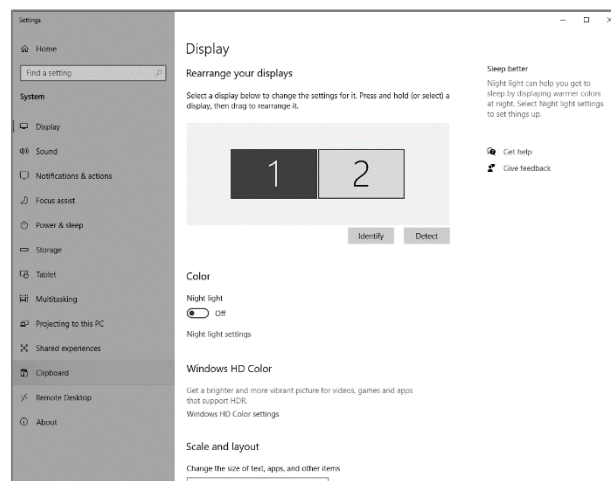 Settings
Home
Find a setting
System
Display
Sound
Notifications & actions
Focus assist
Power & sleep
Storage
Tablet
Multitasking
Projecting to this PC
Shared experiences
Clipboard
Remote Desktop
About
Display
Rearrange your displays
Select a display below to change the settings for it. Press and hold (or select) a
display, then drag to rearrange it.
1
2
Identify
Detect
Color
Night light
Off
Night light settings
Windows HD Color
Get a brighter and more vibrant picture for videos, games and apps
that support HDR.
Windows HD Color settings
Scale and layout
Change the size of text, apps, and other items
Sleep better
Night light can help you get to
sleep by displaying warmer colors
at night. Select Night light settings
to set things up.
Get help
Give feedback